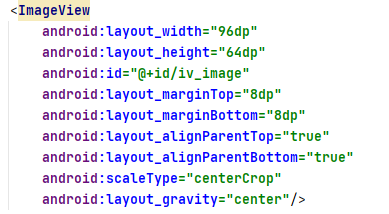 <ImageView
android:layout_width="96dp"
android:layout_height="64dp"
android:id="@+id/iv_image"
android:layout_marginTop="8dp"
android:layout_marginBottom="8dp"
android:layout_alignParentTop="true"
android:layout_alignParentBottom="true"
android:scaleType="centerCrop"
android:layout_gravity="center"/>